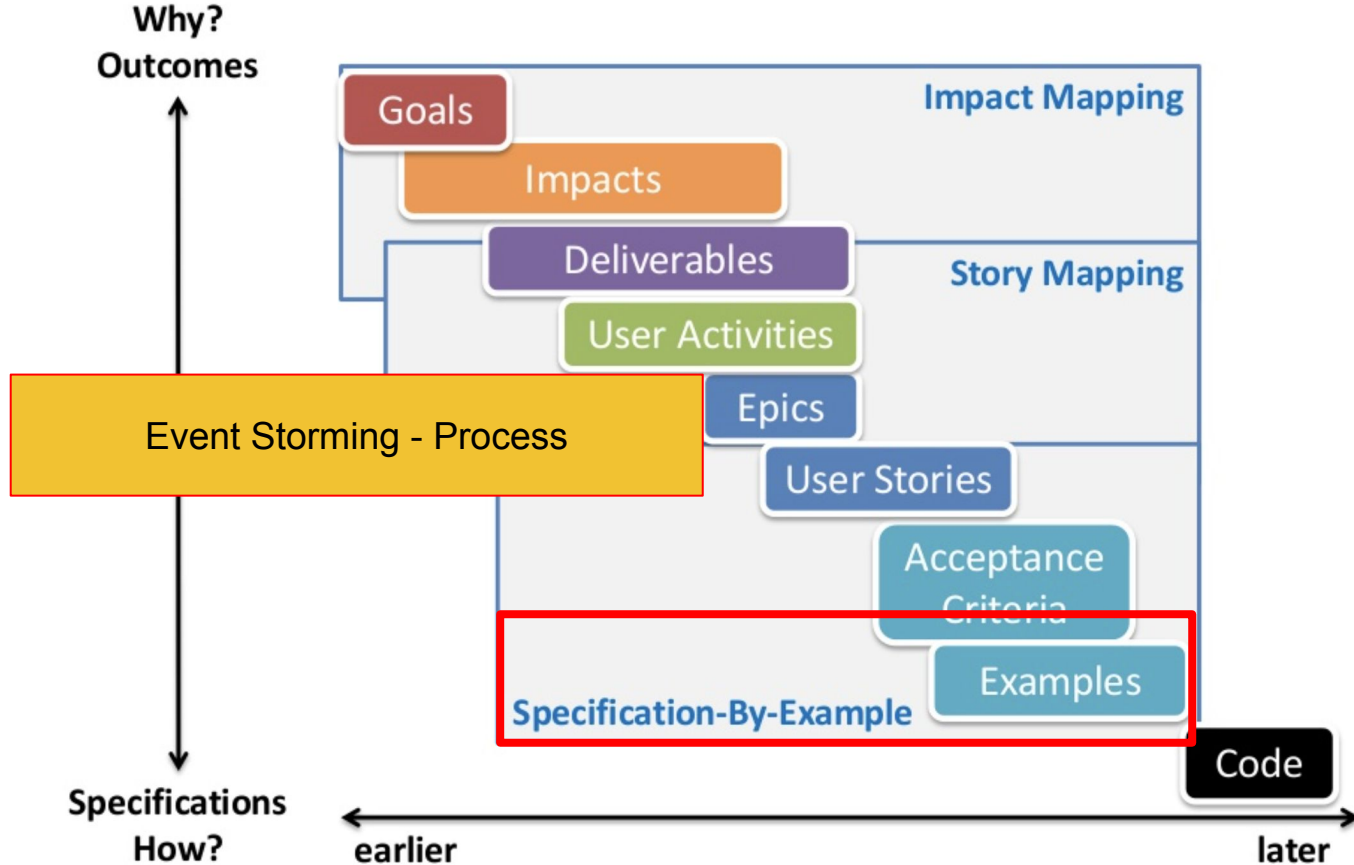 Why?
Outcomes
Goals
Impact Mapping
Impacts
Deliverables
Story Mapping
User Activities
Event Storming - Process
Epics
User Stories
Acceptance
Criteria
Examples
Specification-By-Example
Code
Specifications
How?
earlier
later